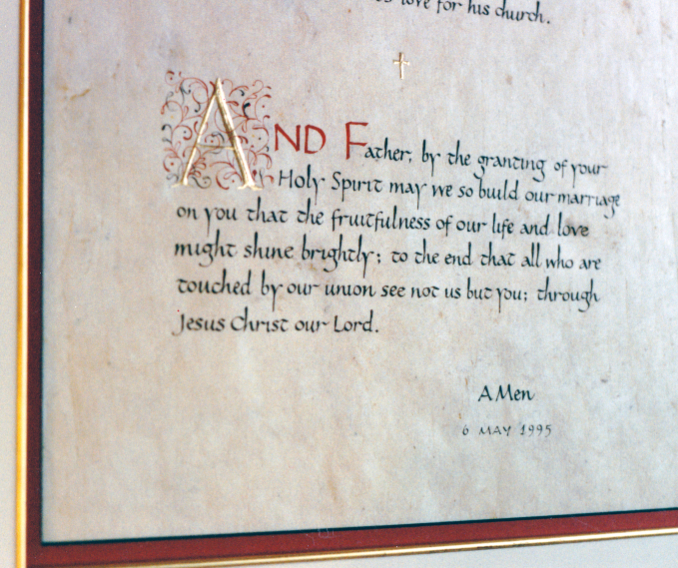 love for his church.
AND Father, by the granting of your
Holy Spirit may we so build our marriage
on you that the fruitfulness of our life and love
might shine brightly; to the end that all who are
touched by our union see not us but you; through
Jesus Christ our Lord.
AMen
6 MAY 1995